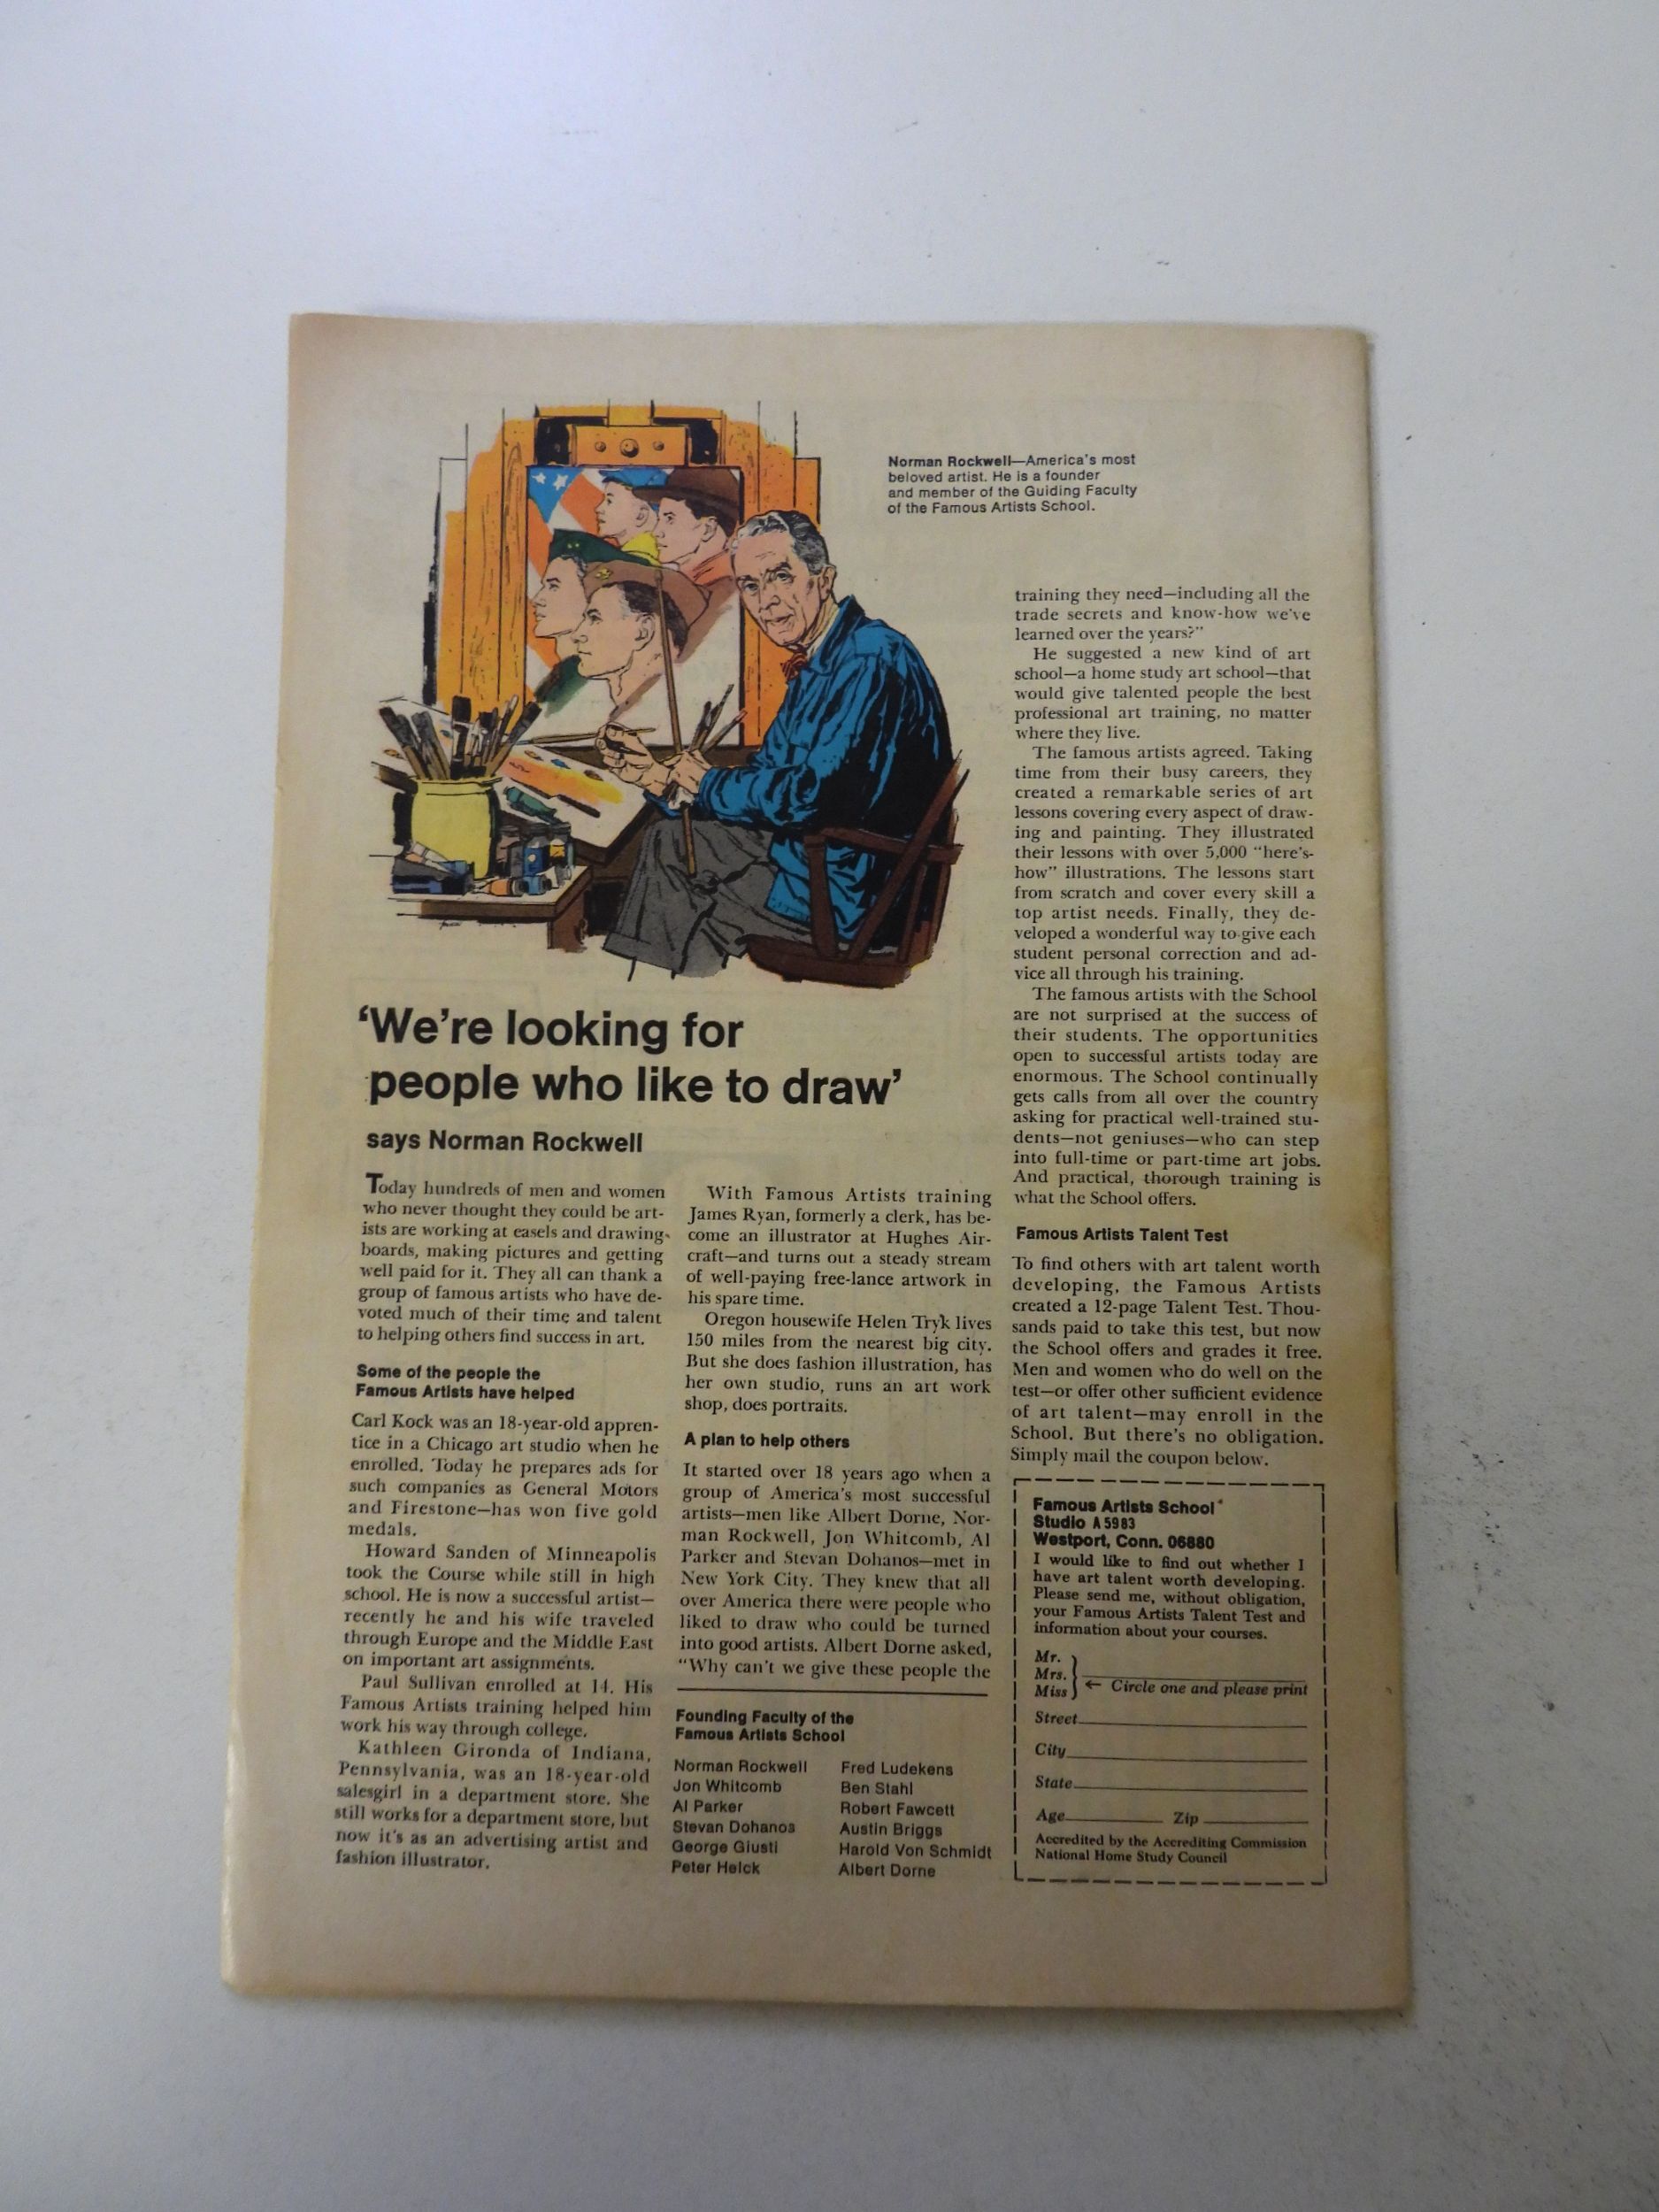 Norman Rockwell—America's most
beloved artist. He is a founder
and member of the Guiding Faculty
of the Famous Artists School.
'We're looking for
people who like to draw'
says Norman Rockwell
Today hundreds of men and women
who never thought they could be art-
ists are working at easels and drawing-
boards, making pictures and getting
well paid for it. They all can thank a
group of famous artists who have de-
voted much of their time and talent
to helping others find success in art.
Some of the people the
Famous Artists have helped
Carl Kock was an 18-year-old appren-
tice in a Chicago art studio when he
enrolled. Today he prepares ads for
such companies as General Motors
and Firestone—has won five gold
medals.
Howard Sanden of Minneapolis
took the Course while still in high
school. He is now a successful artist—
recently he and his wife traveled
through Europe and the Middle East
on important art assignments.
Paul Sullivan enrolled at 14. His
Famous Artists training helped him
work his way through college.
Kathleen Gironda of Indiana,
Pennsylvania, was an 18-year-old
salesgirl in a department store. She
still works for a department store, but
now it's as an advertising artist and
fashion illustrator.
With Famous Artists training
James Ryan, formerly a clerk, has be-
come an illustrator at Hughes Air-
craft—and turns out a steady stream
of well-paying free-lance artwork in
his spare time.
Oregon housewife Helen Tryk lives
150 miles from the nearest big city.
But she does fashion illustration, has
her own studio, runs an art work
shop, does portraits.
A plan to help others
It started over 18 years ago when a
group of America's most successful
artists—men like Albert Dorne, Nor-
man Rockwell, Jon Whitcomb, Al
Parker and Stevan Dohanos—met in
New York City. They knew that all
over America there were people who
liked to draw who could be turned
into good artists. Albert Dorne asked,
"Why can't we give these people the
Founding Faculty of the
Famous Artists School
Norman Rockwell
Jon Whitcomb
Al Parker
Stevan Dohanos
George Giusti
Peter Helck
Fred Ludekens
Ben Stahl
Robert Fawcett
Austin Briggs
Harold Von Schmidt
Albert Dorne
training they need—including all the
trade secrets and know-how we've
learned over the years?"
He suggested a new kind of art
school—a home study art school—that
would give talented people the best
professional art training, no matter
where they live.
The famous artists agreed. Taking
time from their busy careers, they
created a remarkable series of art
lessons covering every aspect of draw-
ing and painting. They illustrated
their lessons with over 5,000 "here's-
how" illustrations. The lessons start
from scratch and cover every skill a
top artist needs. Finally, they de-
veloped a wonderful way to give each
student personal correction and ad-
vice all through his training.
The famous artists with the School
are not surprised at the success of
their students. The opportunities
open to successful artists today are
enormous. The School continually
gets calls from all over the country
asking for practical well-trained stu-
dents—not geniuses—who can step
into full-time or part-time art jobs.
And practical, thorough training is
what the School offers.
Famous Artists Talent Test
To find others with art talent worth
developing, the Famous Artists
created a 12-page Talent Test. Thou-
sands paid to take this test, but now
the School offers and grades it free.
Men and women who do well on the
test—or offer other sufficient evidence
of art talent—may enroll in the
School. But there's no obligation.
Simply mail the coupon below.
Famous Artists School*
Studio A5983
Westport, Conn. 06880
I would like to find out whether I
have art talent worth developing.
Please send me, without obligation,
your Famous Artists Talent Test and
information about your courses.
Mr.
Mrs.
Miss ← Circle one and please print
Street
City
State
Age Zip
Accredited by the Accrediting Commission
National Home Study Council